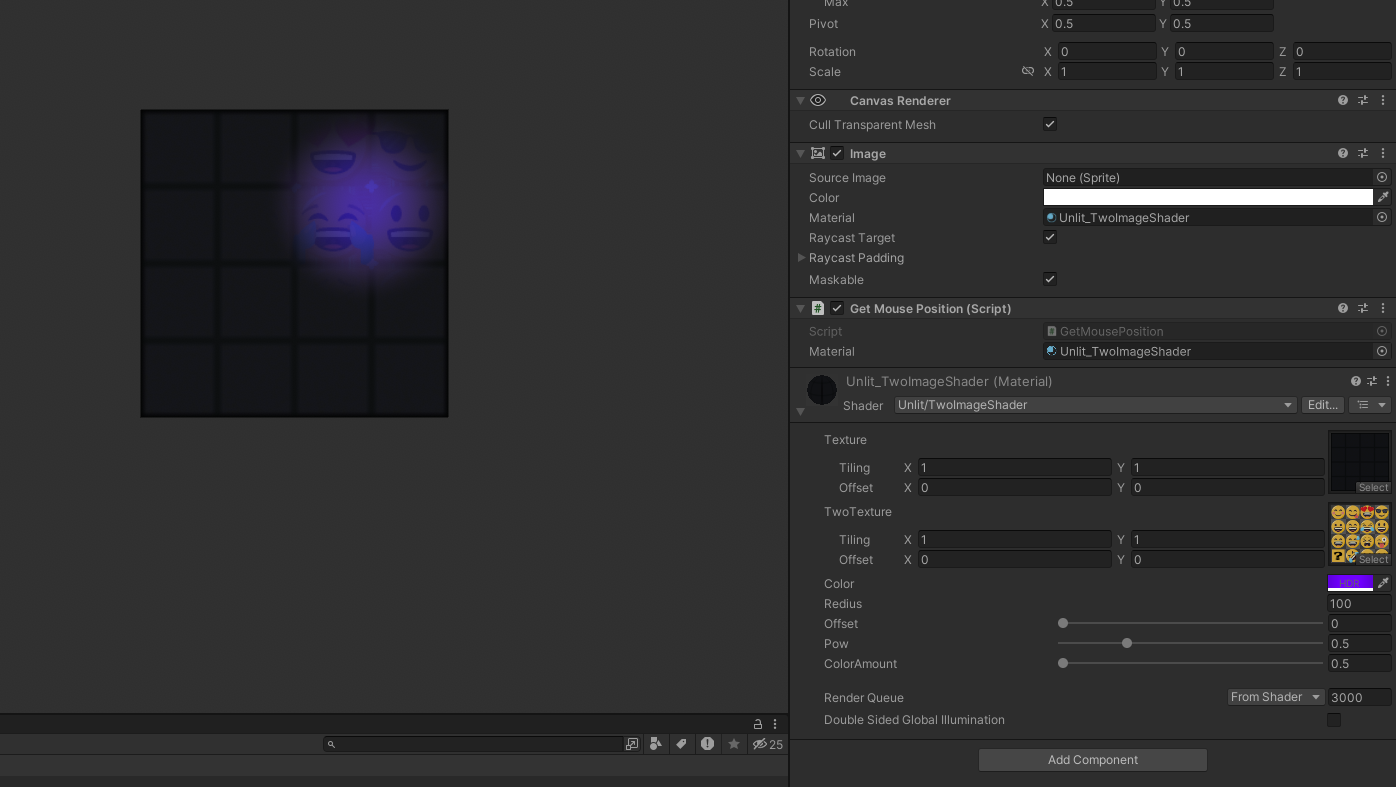 Max X 0.5 Y 0.5
Pivot X 0.5 Y 0.5
Rotation X 0 Y 0 Z 0
Scale X 1 Y 1 Z 1
Canvas Renderer
Cull Transparent Mesh
Image
Source Image None (Sprite)
Color
Material Unlit_TwoImageShader
Raycast Target
Raycast Padding
Maskable
# Get Mouse Position (Script)
Script GetMousePosition
Material Unlit_TwoImageShader
Unlit_TwoImageShader (Material)
Shader Unlit/TwoImageShader Edit...
Texture
Tiling X 1 Y 1
Offset X 0 Y 0
Select
TwoTexture
Tiling X 1 Y 1
Offset X 0 Y 0
Select
Color HDR
Redius 100
Offset 0
Pow 0.5
ColorAmount 0.5
Render Queue From Shader 3000
Double Sided Global Illumination
25
Add Component